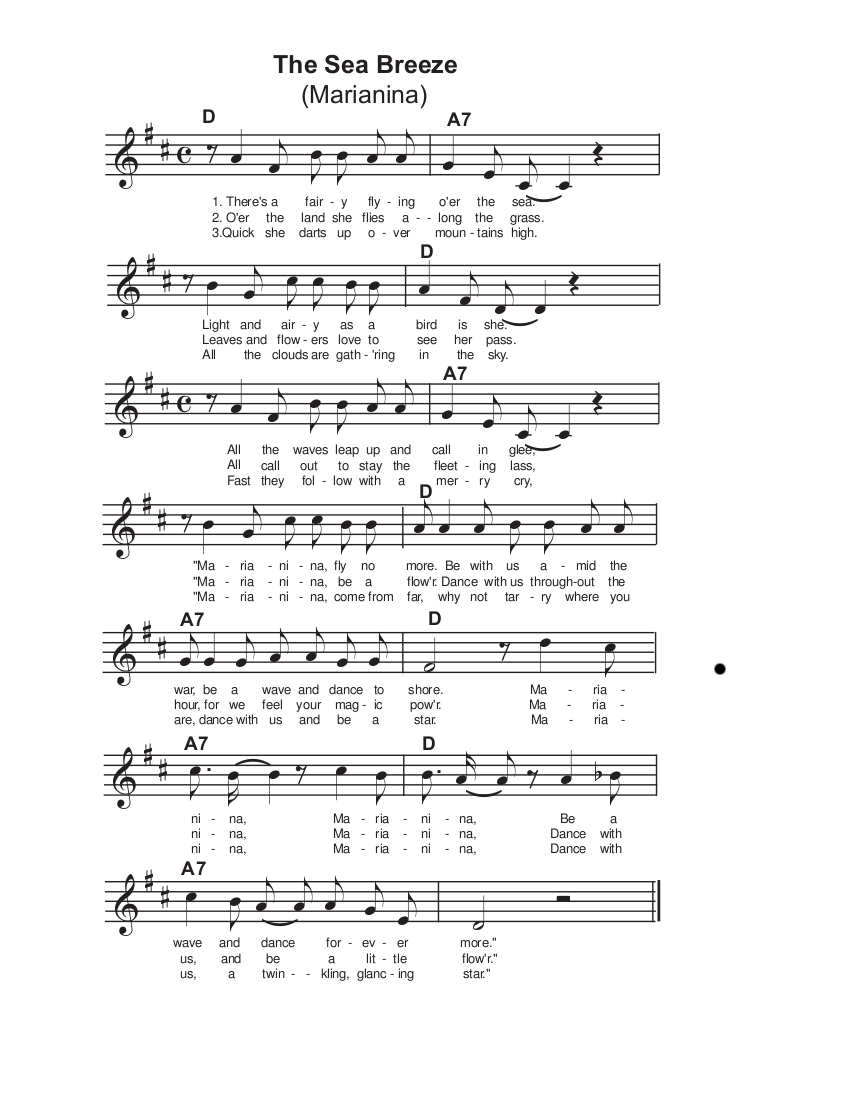 The Sea Breeze
(Marianina)
D A7
1. There's a fair - y fly - ing o'er the sea.
2. O'er the land she flies a - - long the grass.
3.Quick she darts up o - ver moun - tains high.
D
Light and air - y as a bird is she.
Leaves and flow - ers love to see her pass.
All the clouds are gath - 'ring in the sky.
A7
All the waves leap up and call in glee,
All call out to stay the fleet - ing lass,
Fast they fol - low with a mer - ry cry,
D
"Ma - ria - ni - na, fly no more. Be with us a - mid the
"Ma - ria - ni - na, be a flow'r. Dance with us through-out the
"Ma - ria - ni - na, come from far, why not tar - ry where you
A7 D
war, be a wave and dance to shore. Ma - ria -
hour, for we feel your mag - ic pow'r. Ma - ria -
are, dance with us and be a star. Ma - ria -
A7 D
ni - na, Ma - ria - ni - na, Be a
ni - na, Ma - ria - ni - na, Dance with
ni - na, Ma - ria - ni - na, Dance with
A7
wave and dance for - ev - er more."
us, and be a lit - tle flow'r."
us, a twin - - kling, glanc - ing star."